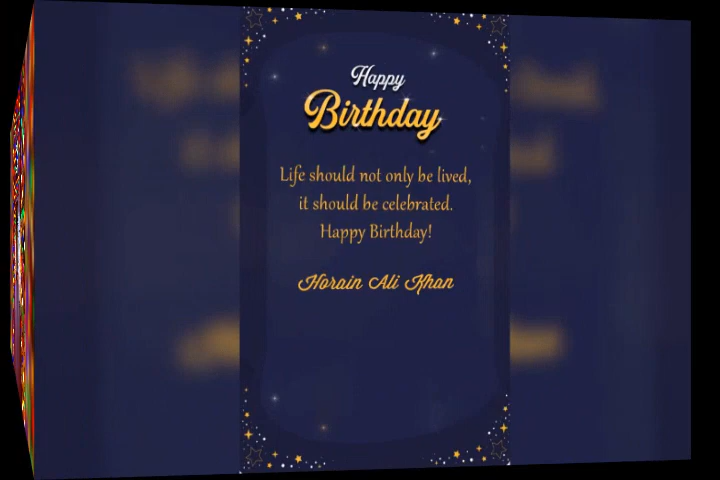 Happy
Birthday
Life should not only be lived,
it should be celebrated.
Happy Birthday!
Horain Ali Khan